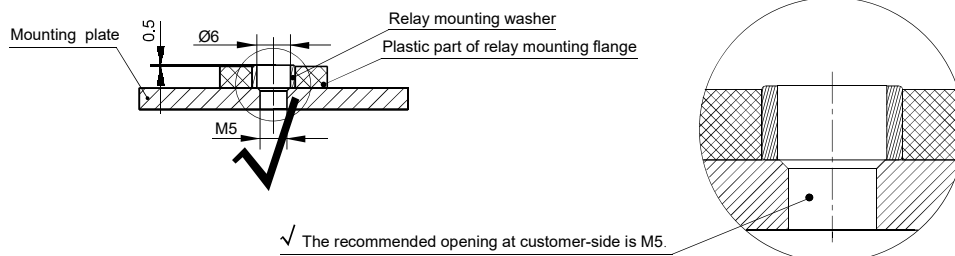 Relay mounting washer
Mounting plate
0.5
Ø6
Plastic part of relay mounting flange
M5
√ The recommended opening at customer-side is M5.